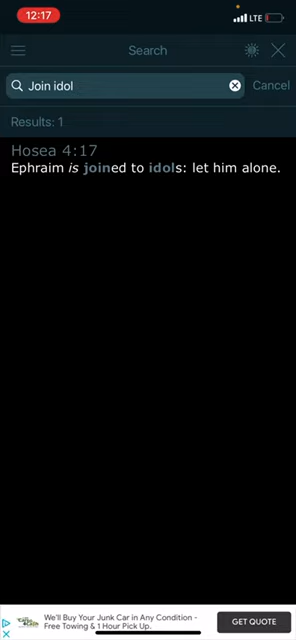 12:17
LTE
Search
Join idol
Cancel
Results: 1
Hosea 4:17
Ephraim is joined to idols: let him alone.
We'll Buy Your Junk Car in Any Condition -
Free Towing & 1 Hour Pick Up.
GET QUOTE